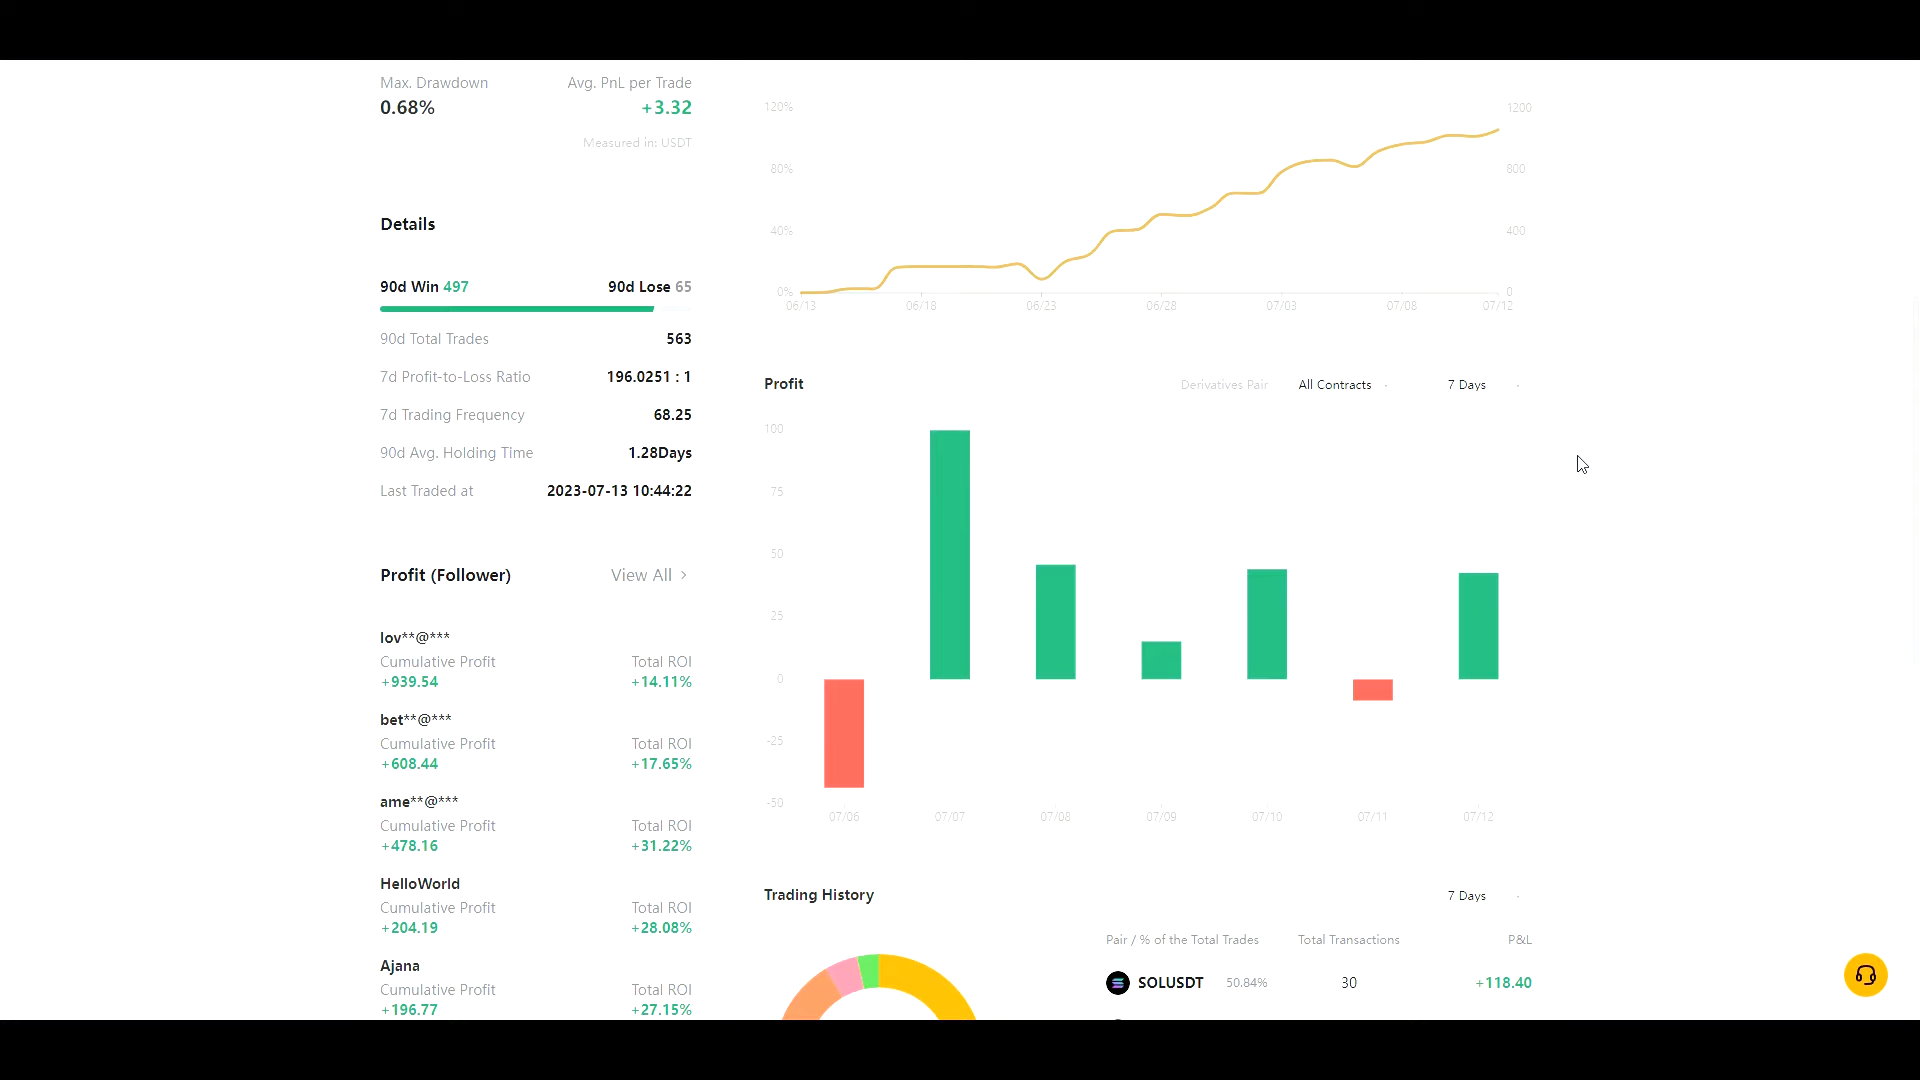 Max. Drawdown Avg. PnL per Trade
0.68% +3.32
Measured in: USDT
Details
90d Win 497 90d Lose 65
90d Total Trades 563
7d Profit-to-Loss Ratio 196.0251 : 1
7d Trading Frequency 68.25
90d Avg. Holding Time 1.28Days
Last Traded at 2023-07-13 10:44:22
Profit (Follower) View All >
lov**@***
Cumulative Profit Total ROI
+939.54 +14.11%
bet**@***
Cumulative Profit Total ROI
+608.44 +17.65%
ame**@***
Cumulative Profit Total ROI
+478.16 +31.22%
HelloWorld
Cumulative Profit Total ROI
+204.19 +28.08%
Ajana
Cumulative Profit Total ROI
+196.77 +27.15%
120% 1200
80% 800
40% 400
0% 0
06/13 06/18 06/23 06/28 07/03 07/08 07/12
Profit Derivatives Pair All Contracts 7 Days
100
75
50
25
0
-25
-50
07/06 07/07 07/08 07/09 07/10 07/11 07/12
Trading History 7 Days
Pair / % of the Total Trades Total Transactions P&L
SOLUSDT 50.84% 30 +118.40